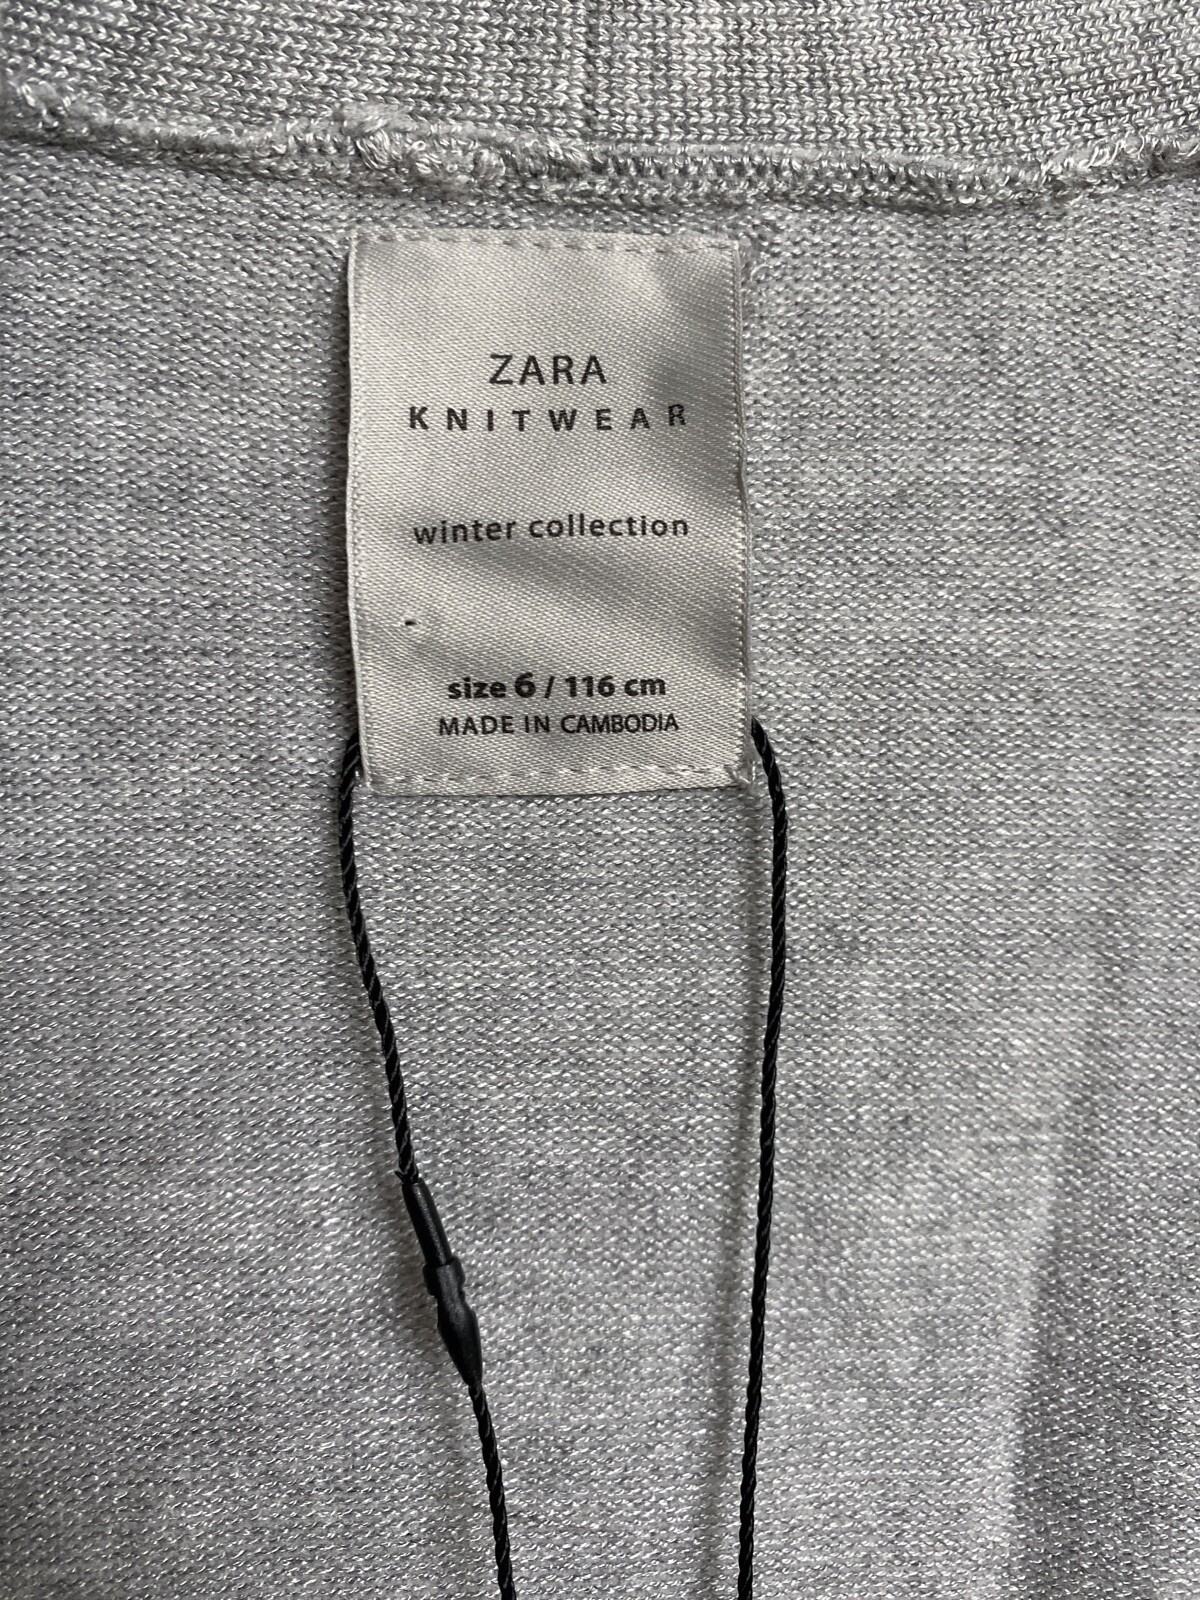 ZARA
KNITWEAR
winter collection
size 6 / 116 cm
MADE IN CAMBODIA